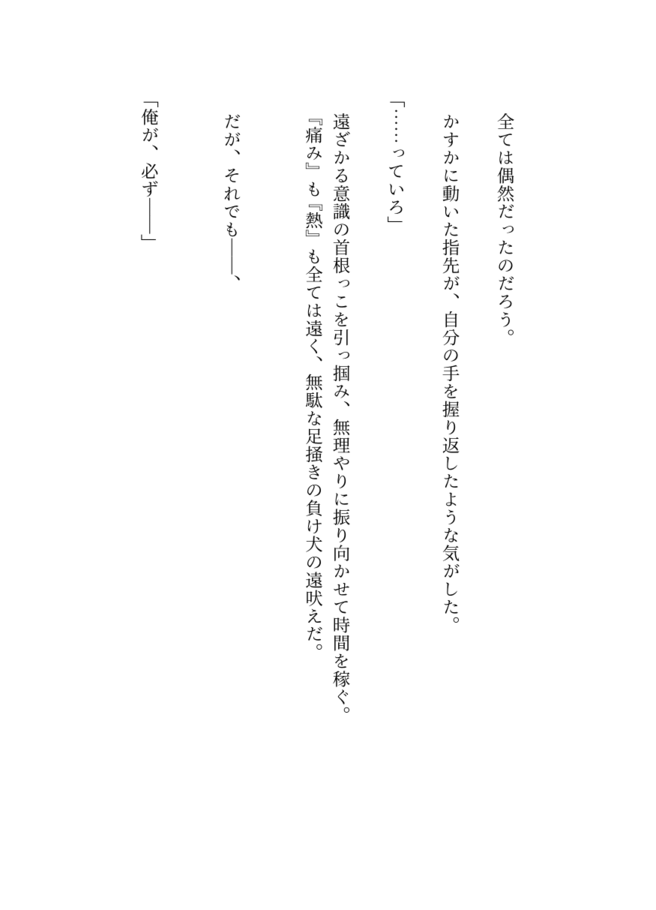 全ては偶然だったのだろう。
かすかに動いた指先が、自分の手を握り返したような気がした。
「……っていろ」
遠ざかる意識の首根っこを引っ掴み、無理やりに振り向かせて時間を稼ぐ。
『痛み』も『熱』も全ては遠く、無駄な足掻きの負け犬の遠吠えだ。
だが、それでも――、
「俺が、必ず――」